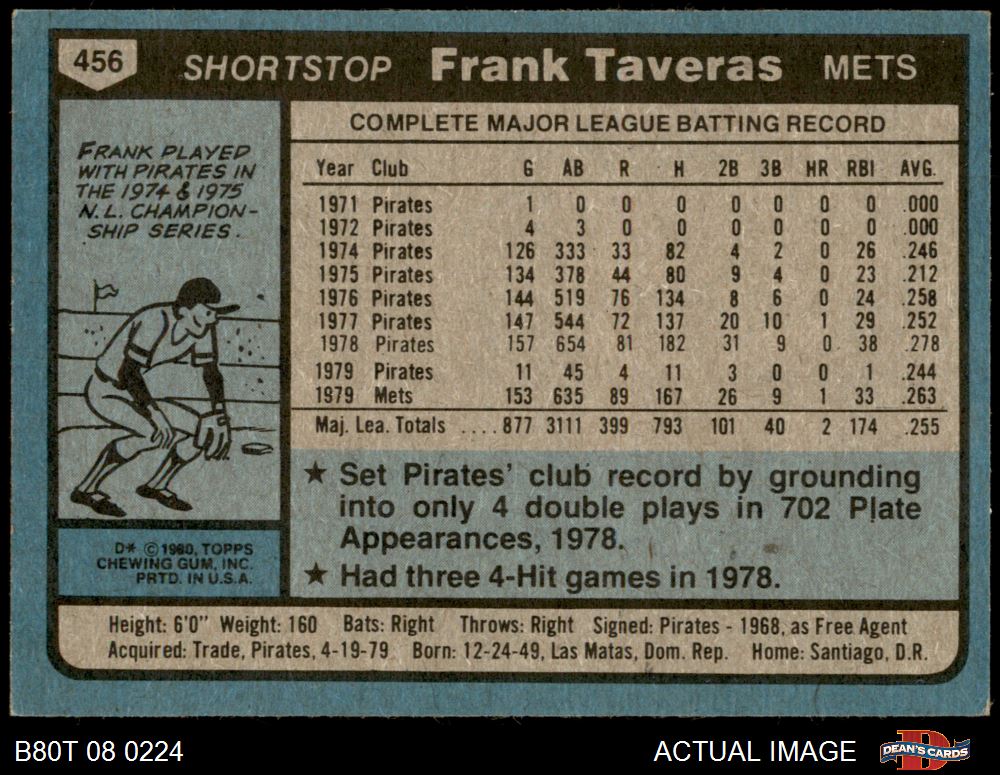 456
SHORTSTOP Frank Taveras METS
FRANK PLAYED
WITH PIRATES IN
THE 1974 & 1975
N.L. CHAMPION-
SHIP SERIES.
D* © 1980, TOPPS
CHEWING GUM, INC.
PRTD. IN U.S.A.
COMPLETE MAJOR LEAGUE BATTING RECORD
Year Club G AB R H 2B 3B HR RBI AVG.
1971 Pirates 1 0 0 0 0 0 0 0 .000
1972 Pirates 4 3 0 0 0 0 0 0 .000
1974 Pirates 126 333 33 82 4 2 0 26 .246
1975 Pirates 134 378 44 80 9 4 0 23 .212
1976 Pirates 144 519 76 134 8 6 0 24 .258
1977 Pirates 147 544 72 137 20 10 1 29 .252
1978 Pirates 157 654 81 182 31 9 0 38 .278
1979 Pirates 11 45 4 11 3 0 0 1 .244
1979 Mets 153 635 89 167 26 9 1 33 .263
Maj. Lea. Totals ....877 3111 399 793 101 40 2 174 .255
★ Set Pirates' club record by grounding
into only 4 double plays in 702 Plate
Appearances, 1978.
★ Had three 4-Hit games in 1978.
Height: 6'0" Weight: 160 Bats: Right Throws: Right Signed: Pirates - 1968, as Free Agent
Acquired: Trade, Pirates, 4-19-79 Born: 12-24-49, Las Matas, Dom. Rep. Home: Santiago, D.R.
B80T 08 0224 ACTUAL IMAGE D DEAN'S CARDS